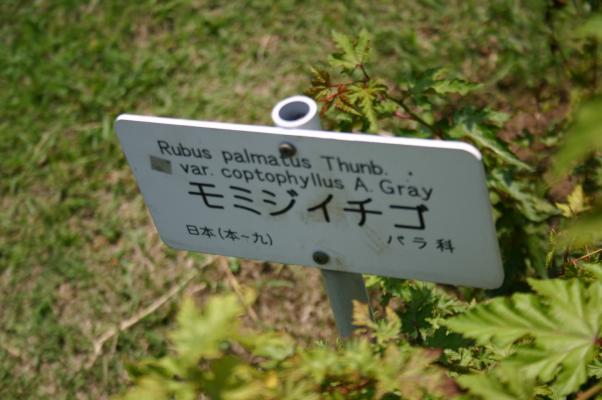 Rubus palmatus Thunb.
var. coptophyllus A. Gray
モミジイチゴ
日本(本~九) バラ科